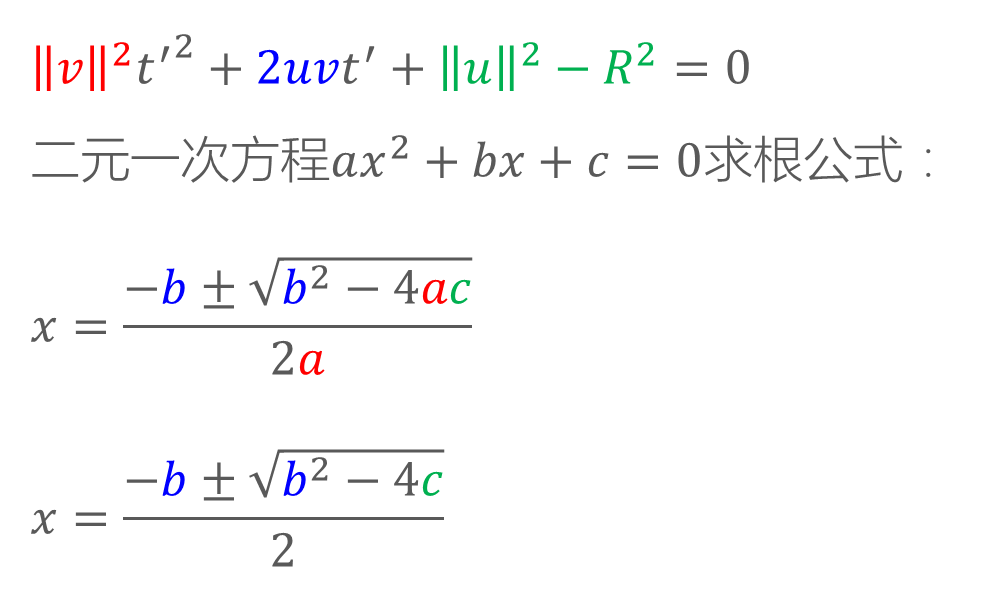 ‖v‖²t′² + 2uvt′ + ‖u‖² − R² = 0
二元一次方程ax² + bx + c = 0求根公式：
x = (−b ± √(b² − 4ac)) / (2a)
x = (−b ± √(b² − 4c)) / 2